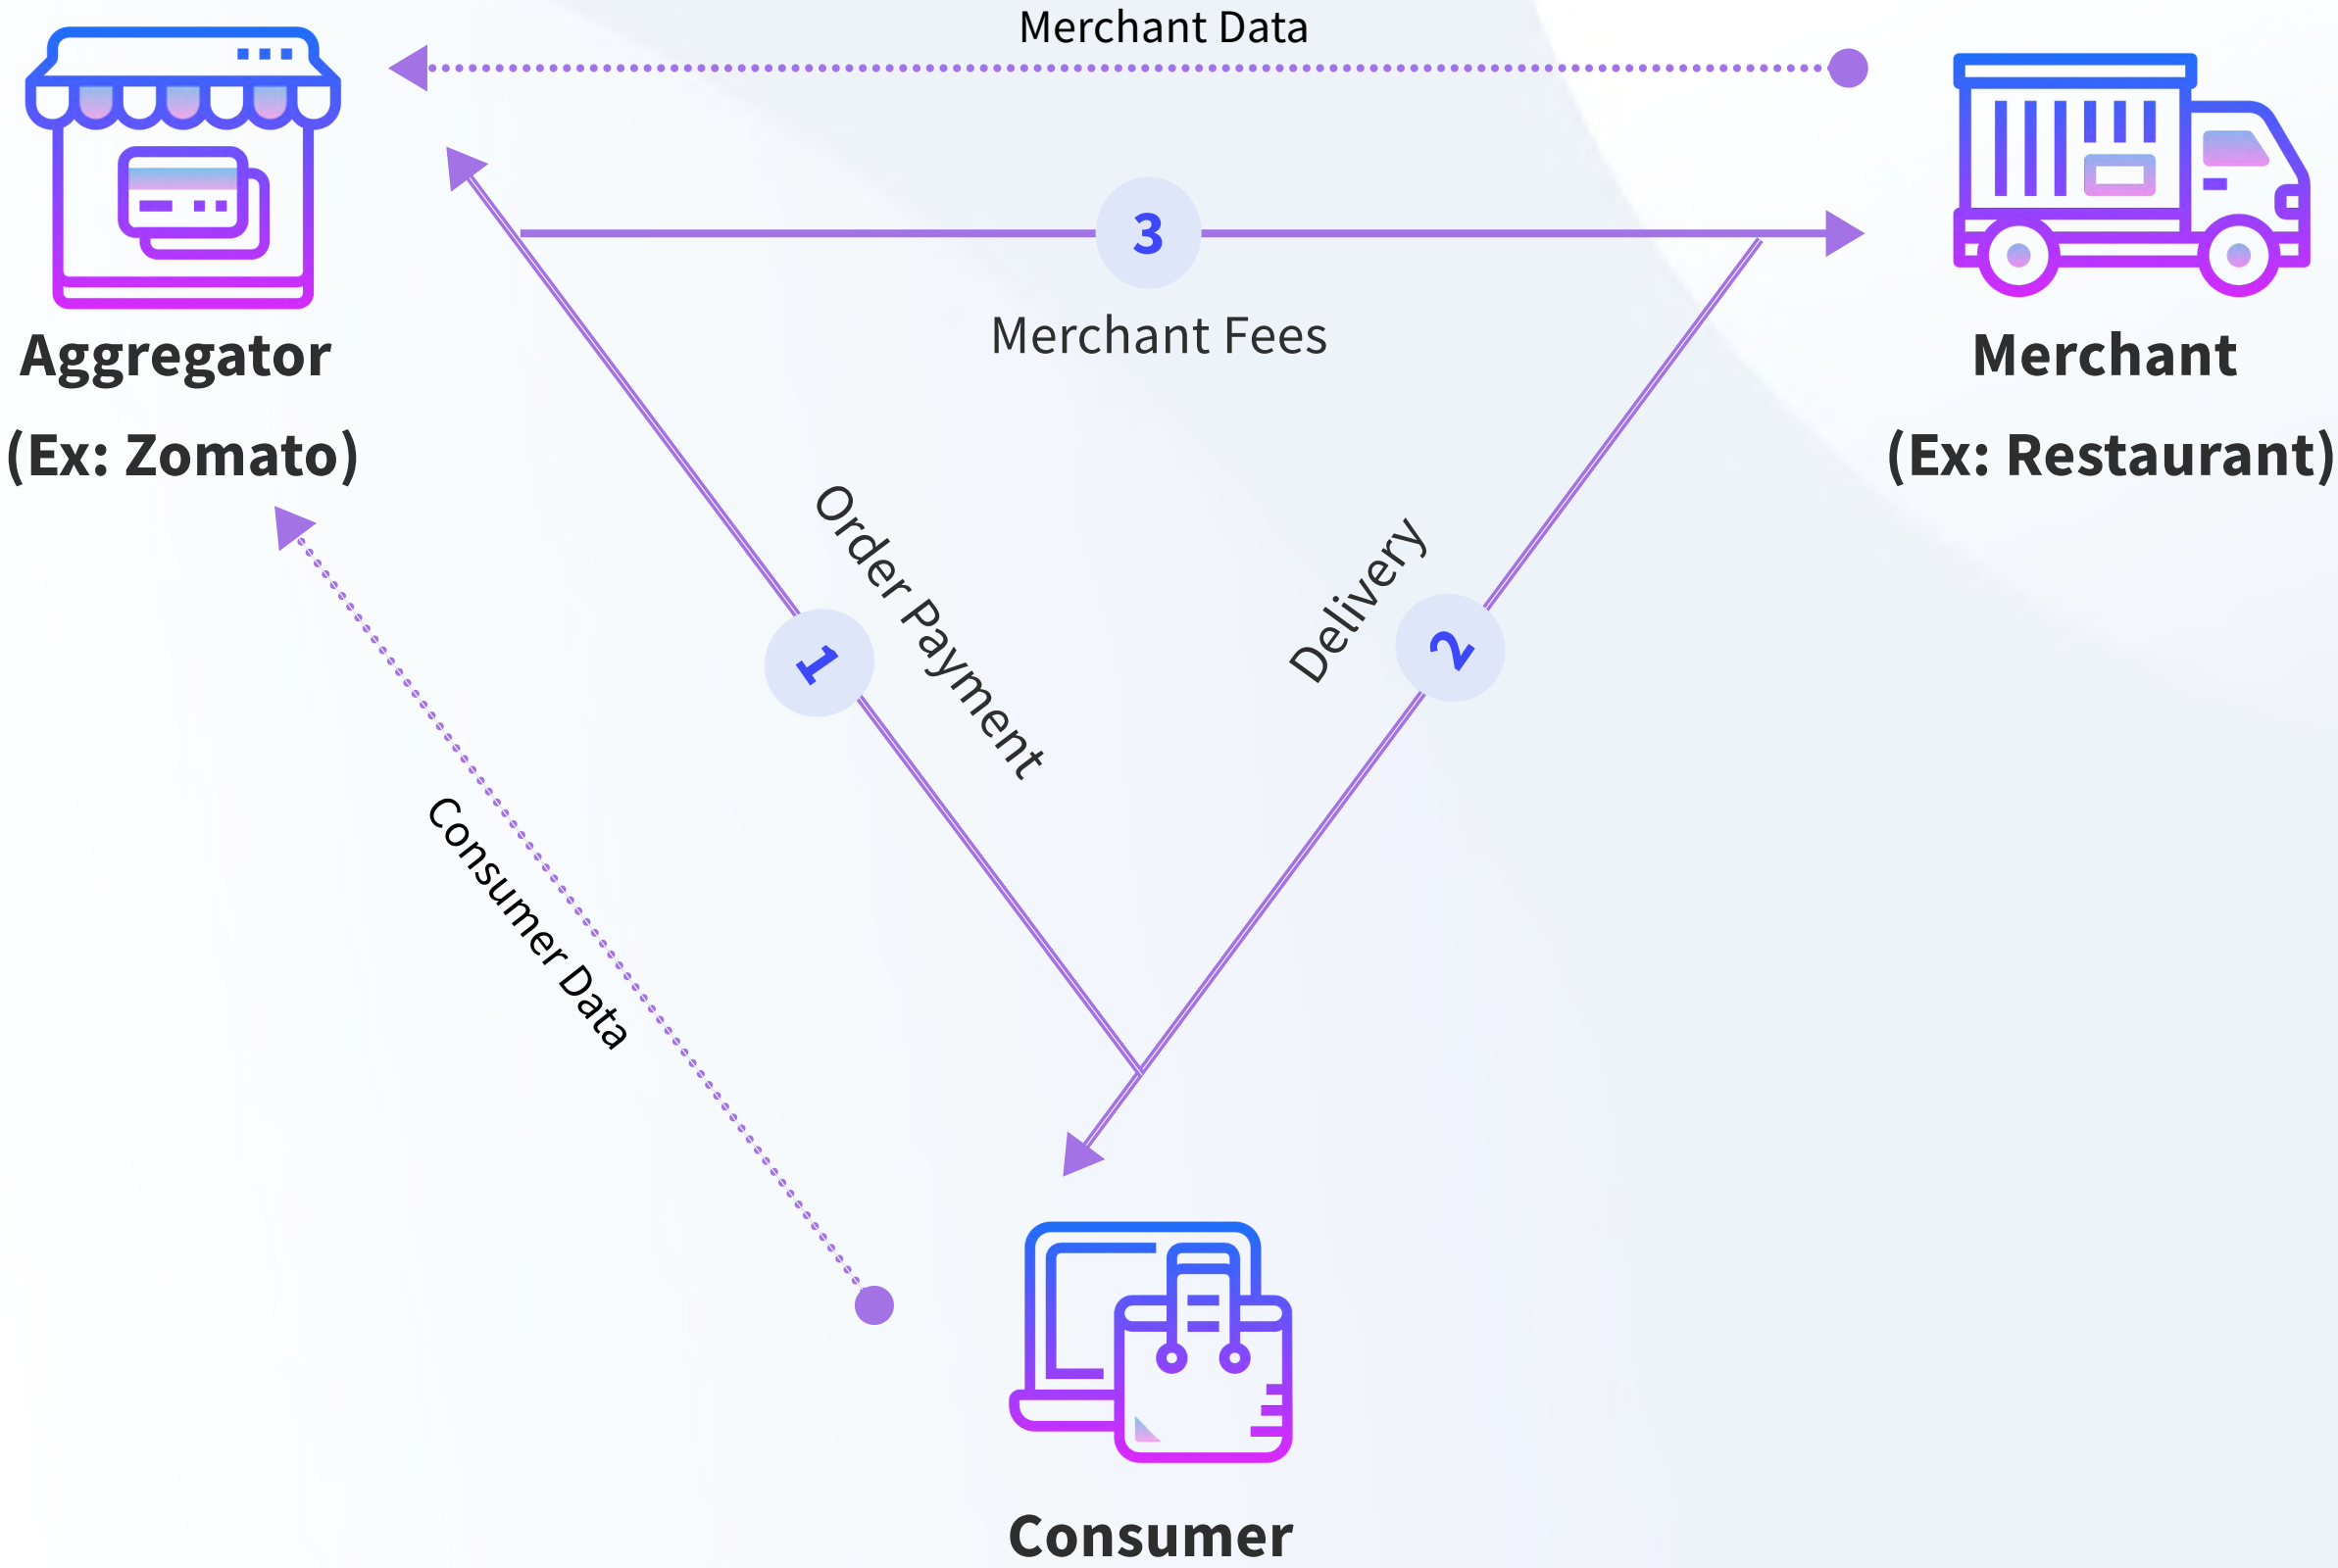 Merchant Data
3
Merchant Fees
Aggregator
(Ex: Zomato)
Merchant
(Ex: Restaurant)
Order Payment
1
Delivery
2
Consumer Data
Consumer